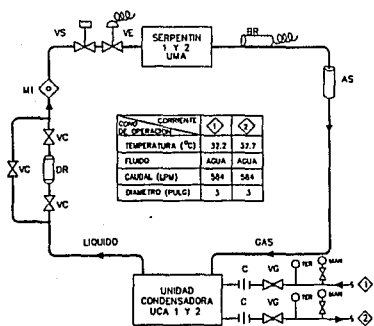 VS
VE
SERPENTIN
1 Y 2
UMA
BR
AS
MI
VC
VC
DR
VC
CORRIENTE
COND
DE OPERACION
1
2
TEMPERATURA (°C)
32.2
32.7
FLUIDO
AGUA
AGUA
CAUDAL (LPM)
584
584
DIAMETRO (PULG)
3
3
LIQUIDO
GAS
UNIDAD
CONDENSADORA
UCA 1 Y 2
C
VG
TER
MAN
1
C
VG
TER
MAN
2